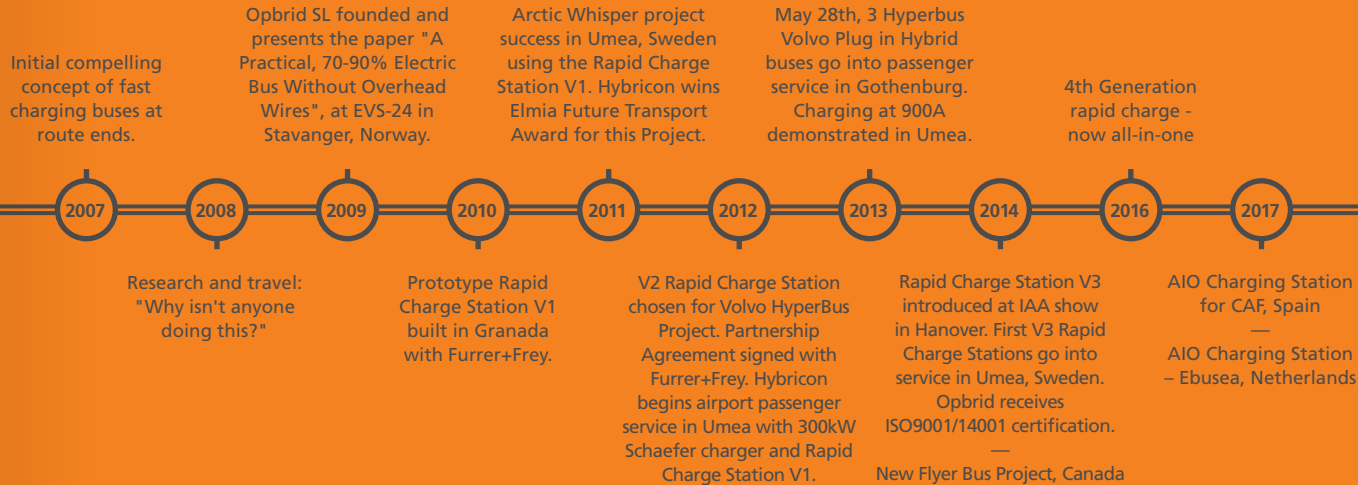 Initial compelling
concept of fast
charging buses at
route ends.
2007
2008
Research and travel:
"Why isn't anyone
doing this?"
Opbrid SL founded and
presents the paper "A
Practical, 70-90% Electric
Bus Without Overhead
Wires", at EVS-24 in
Stavanger, Norway.
2009
2010
Prototype Rapid
Charge Station V1
built in Granada
with Furrer+Frey.
Arctic Whisper project
success in Umea, Sweden
using the Rapid Charge
Station V1. Hybricon wins
Elmia Future Transport
Award for this Project.
2011
2012
V2 Rapid Charge Station
chosen for Volvo HyperBus
Project. Partnership
Agreement signed with
Furrer+Frey. Hybricon
begins airport passenger
service in Umea with 300kW
Schaefer charger and Rapid
Charge Station V1.
May 28th, 3 Hyperbus
Volvo Plug in Hybrid
buses go into passenger
service in Gothenburg.
Charging at 900A
demonstrated in Umea.
2013
2014
Rapid Charge Station V3
introduced at IAA show
in Hanover. First V3 Rapid
Charge Stations go into
service in Umea, Sweden.
Opbrid receives
ISO9001/14001 certification.
—
New Flyer Bus Project, Canada
4th Generation
rapid charge -
now all-in-one
2016
2017
AIO Charging Station
for CAF, Spain
—
AIO Charging Station
– Ebusea, Netherlands